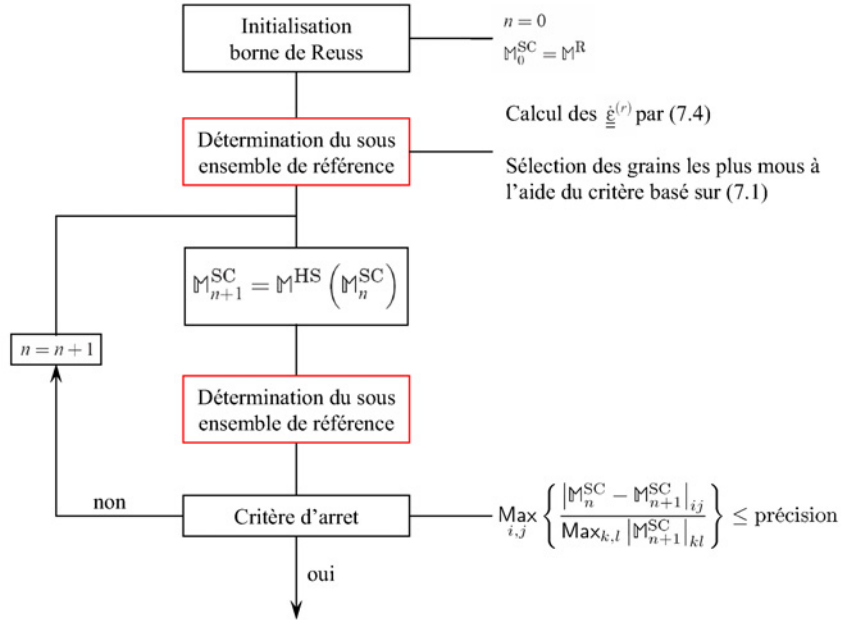 Initialisation
borne de Reuss
n = 0
𝕄₀^SC = 𝕄^R
Détermination du sous
ensemble de référence
Calcul des ε̲̲̇^(r) par (7.4)
Sélection des grains les plus mous à
l'aide du critère basé sur (7.1)
𝕄_{n+1}^SC = 𝕄^HS (𝕄_n^SC)
n = n + 1
Détermination du sous
ensemble de référence
non
Critère d'arret
Max_{i,j} { |𝕄_n^SC − 𝕄_{n+1}^SC|_{ij} / Max_{k,l} |𝕄_{n+1}^SC|_{kl} } ≤ précision
oui